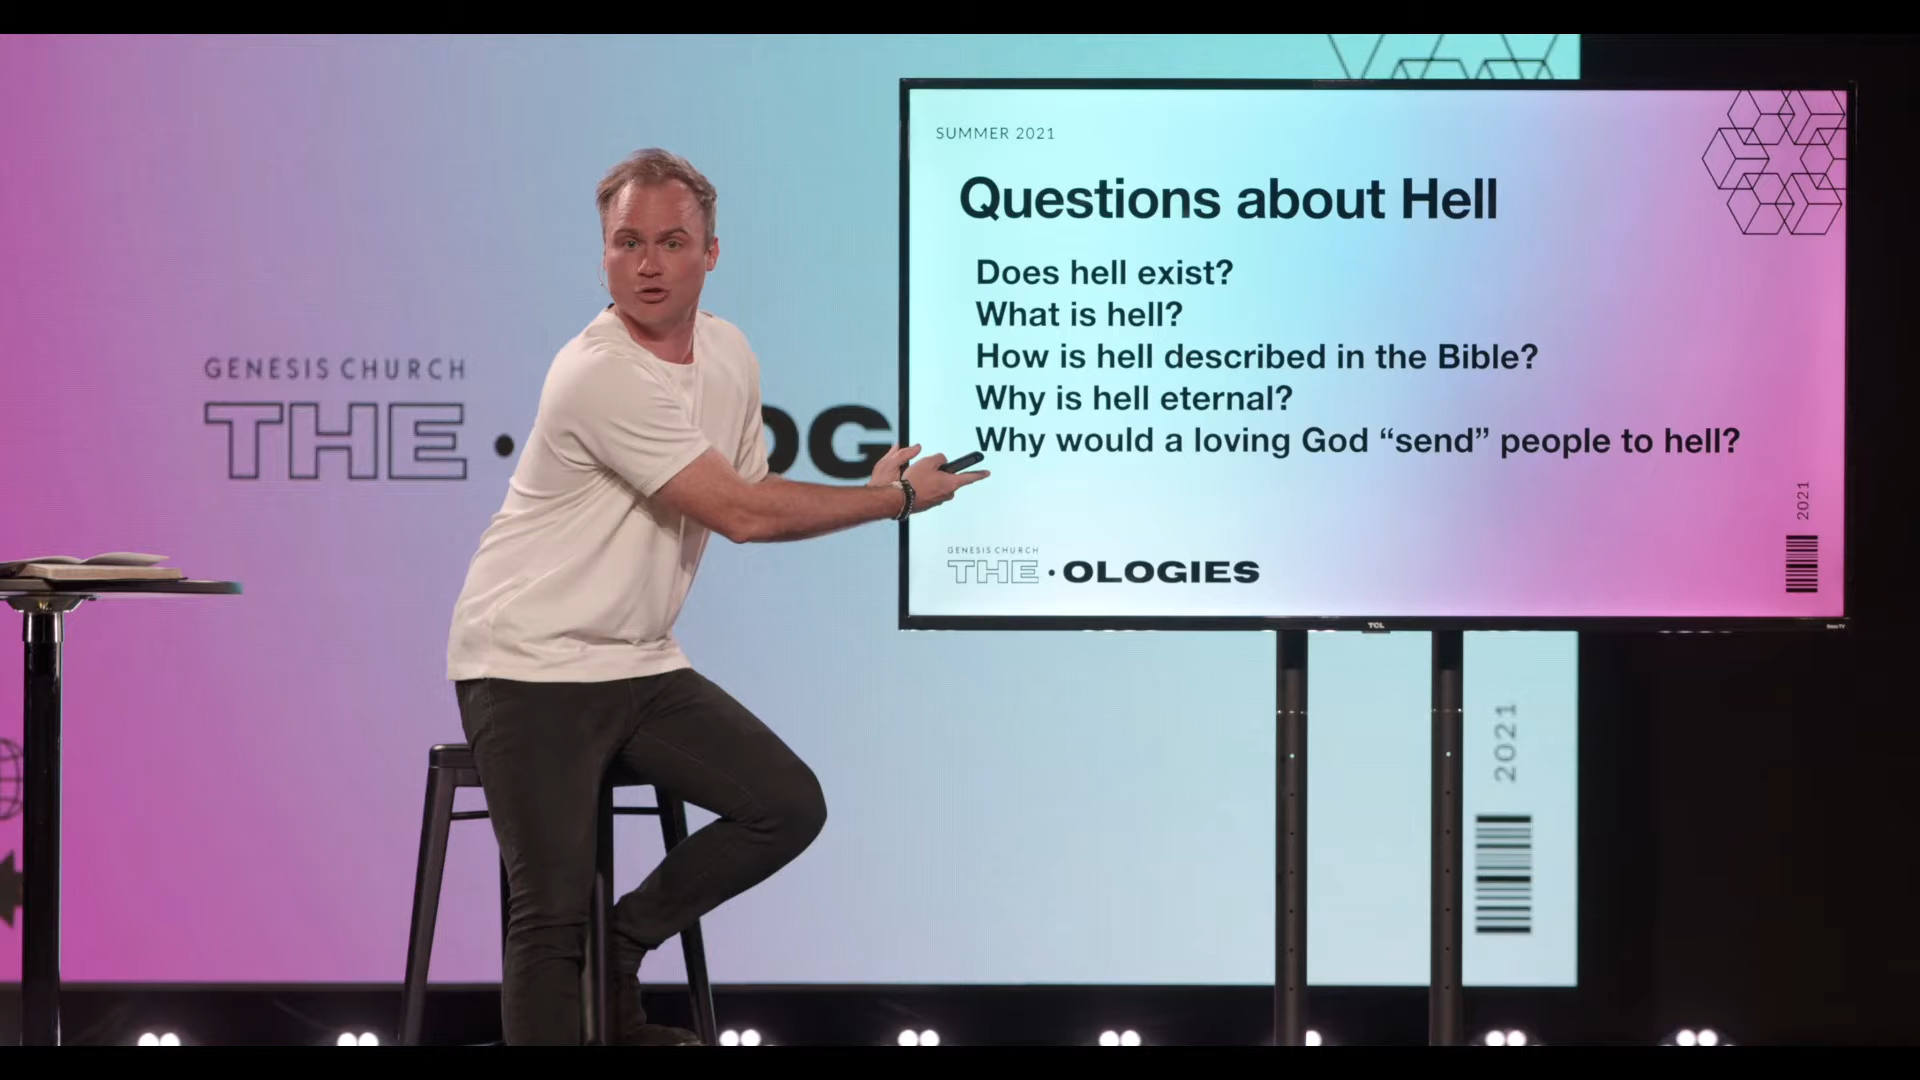 SUMMER 2021
Questions about Hell
Does hell exist?
What is hell?
How is hell described in the Bible?
Why is hell eternal?
Why would a loving God “send” people to hell?
2021
GENESIS CHURCH
THE · OLOGIES
TCL
GENESIS CHURCH
THE · OG
2021